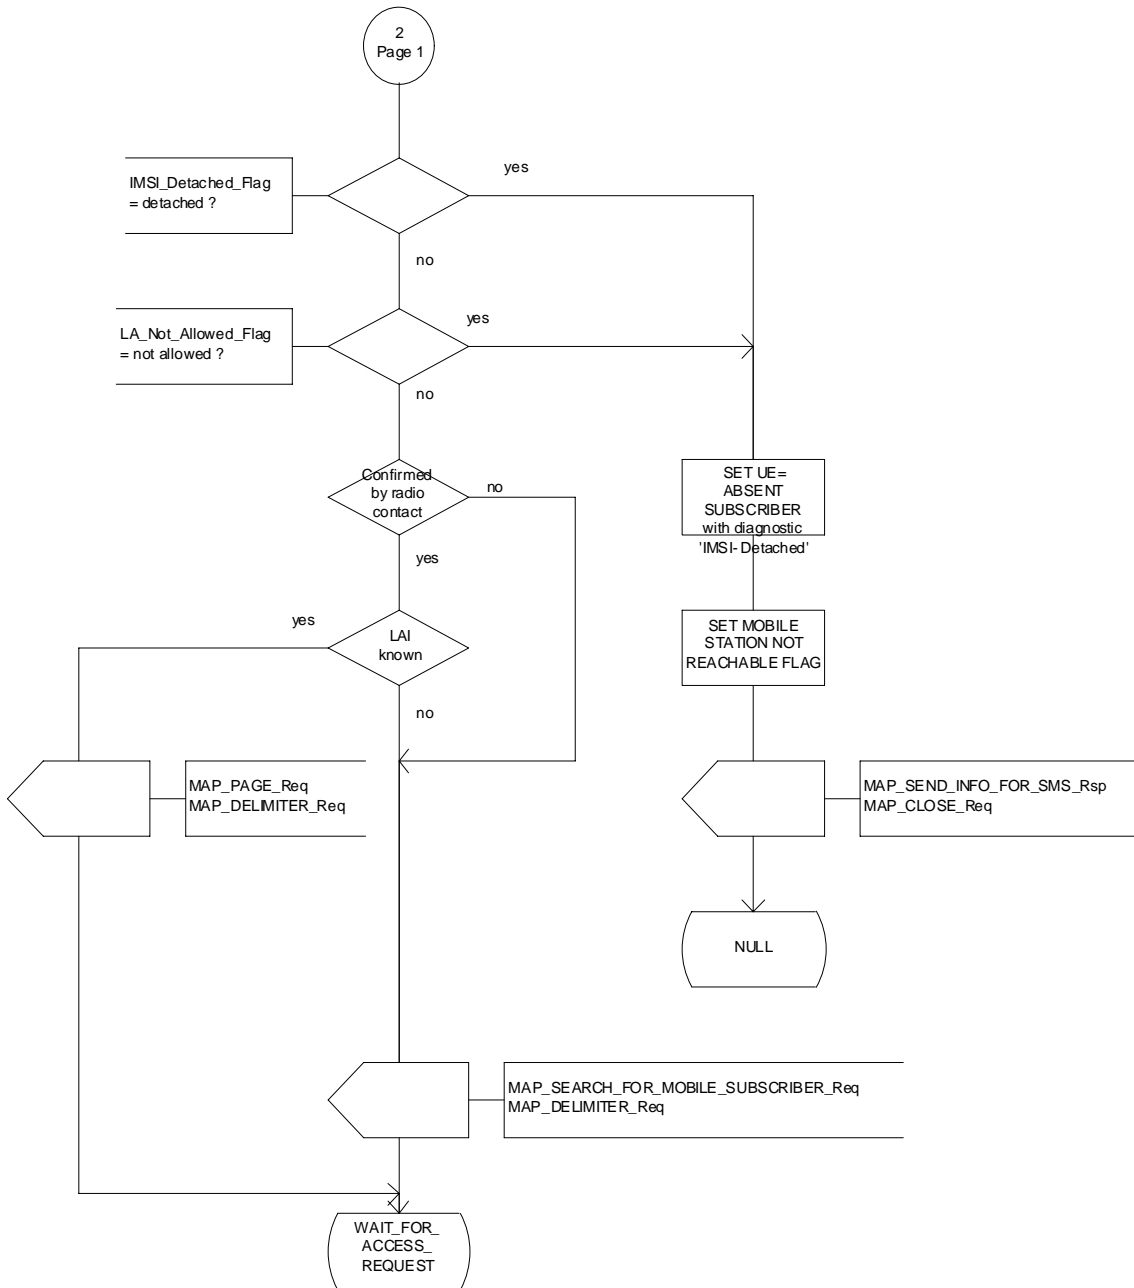 2
Page 1
yes
IMSI_Detached_Flag
= detached ?
no
yes
LA_Not_Allowed_Flag
= not allowed ?
no
Confirmed
by radio
contact
no
SET UE=
ABSENT
SUBSCRIBER
with diagnostic
'IMSI-Detached'
yes
yes
LAI
known
SET MOBILE
STATION NOT
REACHABLE FLAG
no
MAP_PAGE_Req
MAP_DELIMITER_Req
MAP_SEND_INFO_FOR_SMS_Rsp
MAP_CLOSE_Req
NULL
MAP_SEARCH_FOR_MOBILE_SUBSCRIBER_Req
MAP_DELIMITER_Req
WAIT_FOR_
ACCESS_
REQUEST